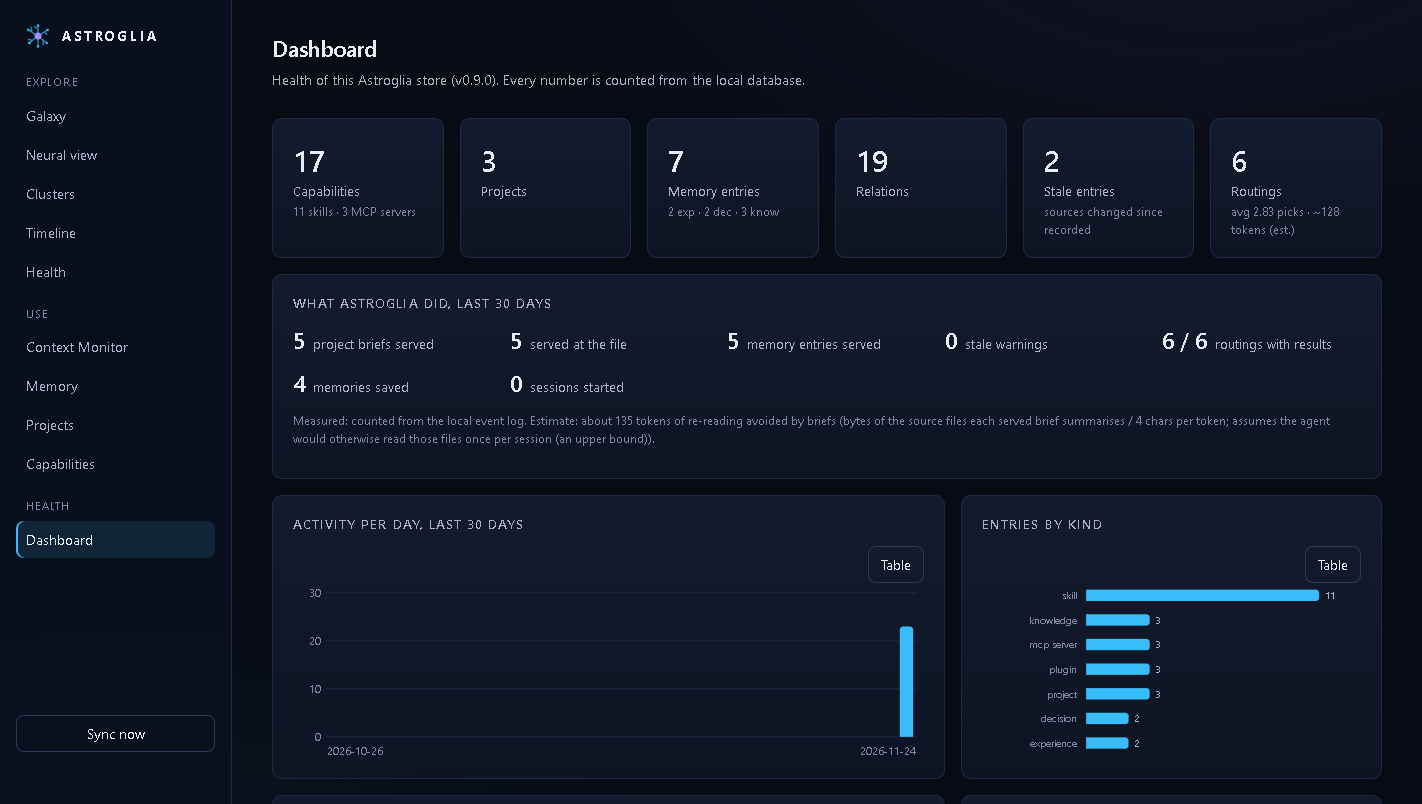 ASTROGLIA
EXPLORE
Galaxy
Neural view
Clusters
Timeline
Health
USE
Context Monitor
Memory
Projects
Capabilities
HEALTH
Dashboard
Sync now
Dashboard
Health of this Astroglia store (v0.9.0). Every number is counted from the local database.
17
Capabilities
11 skills · 3 MCP servers
3
Projects
7
Memory entries
2 exp · 2 dec · 3 know
19
Relations
2
Stale entries
sources changed since
recorded
6
Routings
avg 2.83 picks · ~128
tokens (est.)
WHAT ASTROGLIA DID, LAST 30 DAYS
5 project briefs served
5 served at the file
5 memory entries served
0 stale warnings
6 / 6 routings with results
4 memories saved
0 sessions started
Measured: counted from the local event log. Estimate: about 135 tokens of re-reading avoided by briefs (bytes of the source files each served brief summarises / 4 chars per token; assumes the agent
would otherwise read those files once per session (an upper bound)).
ACTIVITY PER DAY, LAST 30 DAYS
Table
30
20
10
0
2026-10-26
2026-11-24
ENTRIES BY KIND
Table
skill 11
knowledge 3
mcp server 3
plugin 3
project 3
decision 2
experience 2